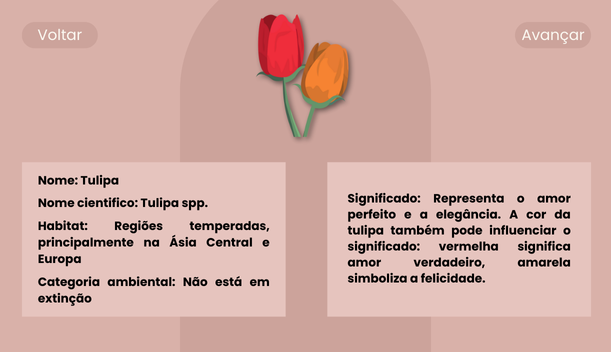 Voltar
Avançar
Nome: Tulipa
Nome cientifico: Tulipa spp.
Habitat: Regiões temperadas,
principalmente na Ásia Central e
Europa
Categoria ambiental: Não está em
extinção
Significado: Representa o amor
perfeito e a elegância. A cor da
tulipa também pode influenciar o
significado: vermelha significa
amor verdadeiro, amarela
simboliza a felicidade.